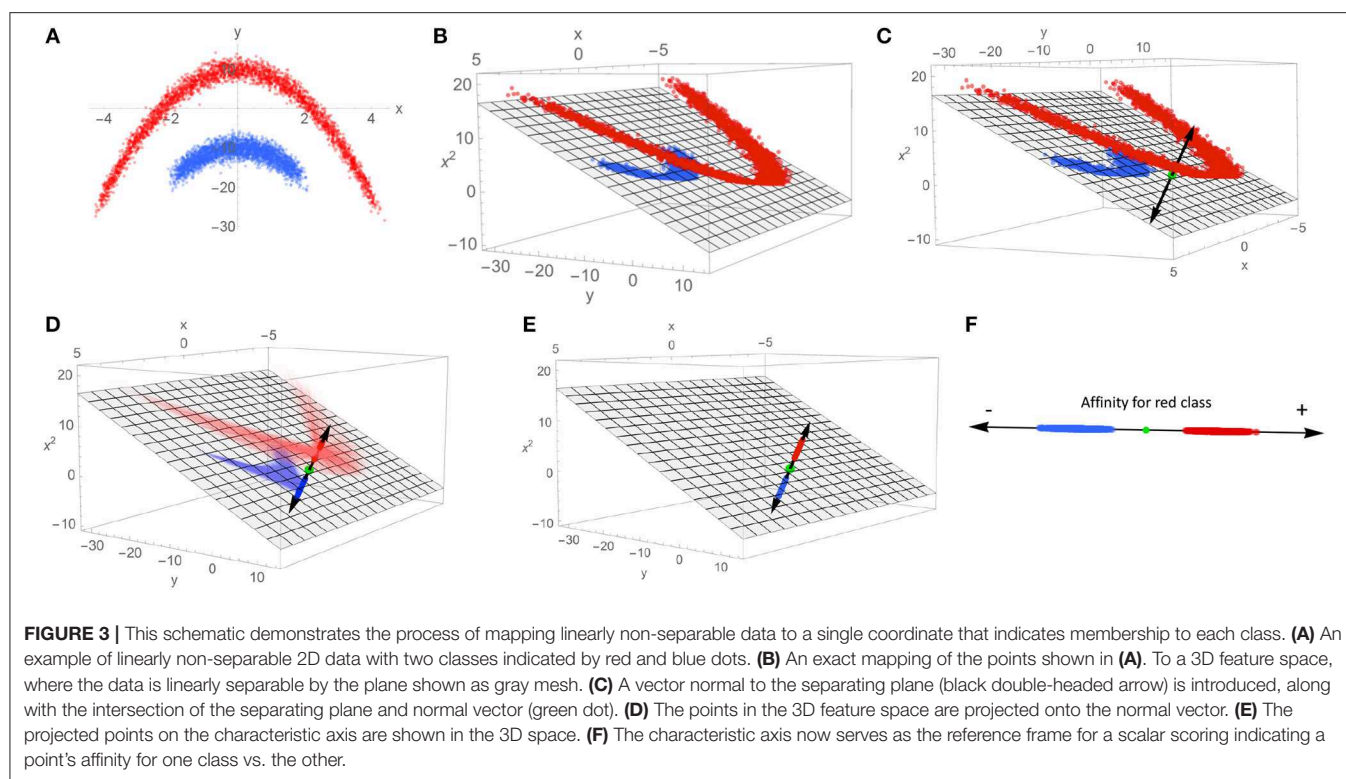 A
y
10
x
−4
−2
2
4
−10
−20
−30
B
x
5
0
−5
20
10
x²
0
−10
−30
−20
−10
0
10
y
C
y
−30
−20
−10
0
10
20
10
x²
0
−10
−5
0
x
5
D
x
5
0
−5
20
10
x²
0
−10
−30
−20
−10
0
10
y
E
x
5
0
−5
20
10
x²
0
−10
−30
−20
−10
0
10
y
F
- Affinity for red class +
FIGURE 3 | This schematic demonstrates the process of mapping linearly non-separable data to a single coordinate that indicates membership to each class. (A) An
example of linearly non-separable 2D data with two classes indicated by red and blue dots. (B) An exact mapping of the points shown in (A). To a 3D feature space,
where the data is linearly separable by the plane shown as gray mesh. (C) A vector normal to the separating plane (black double-headed arrow) is introduced, along
with the intersection of the separating plane and normal vector (green dot). (D) The points in the 3D feature space are projected onto the normal vector. (E) The
projected points on the characteristic axis are shown in the 3D space. (F) The characteristic axis now serves as the reference frame for a scalar scoring indicating a
point's affinity for one class vs. the other.